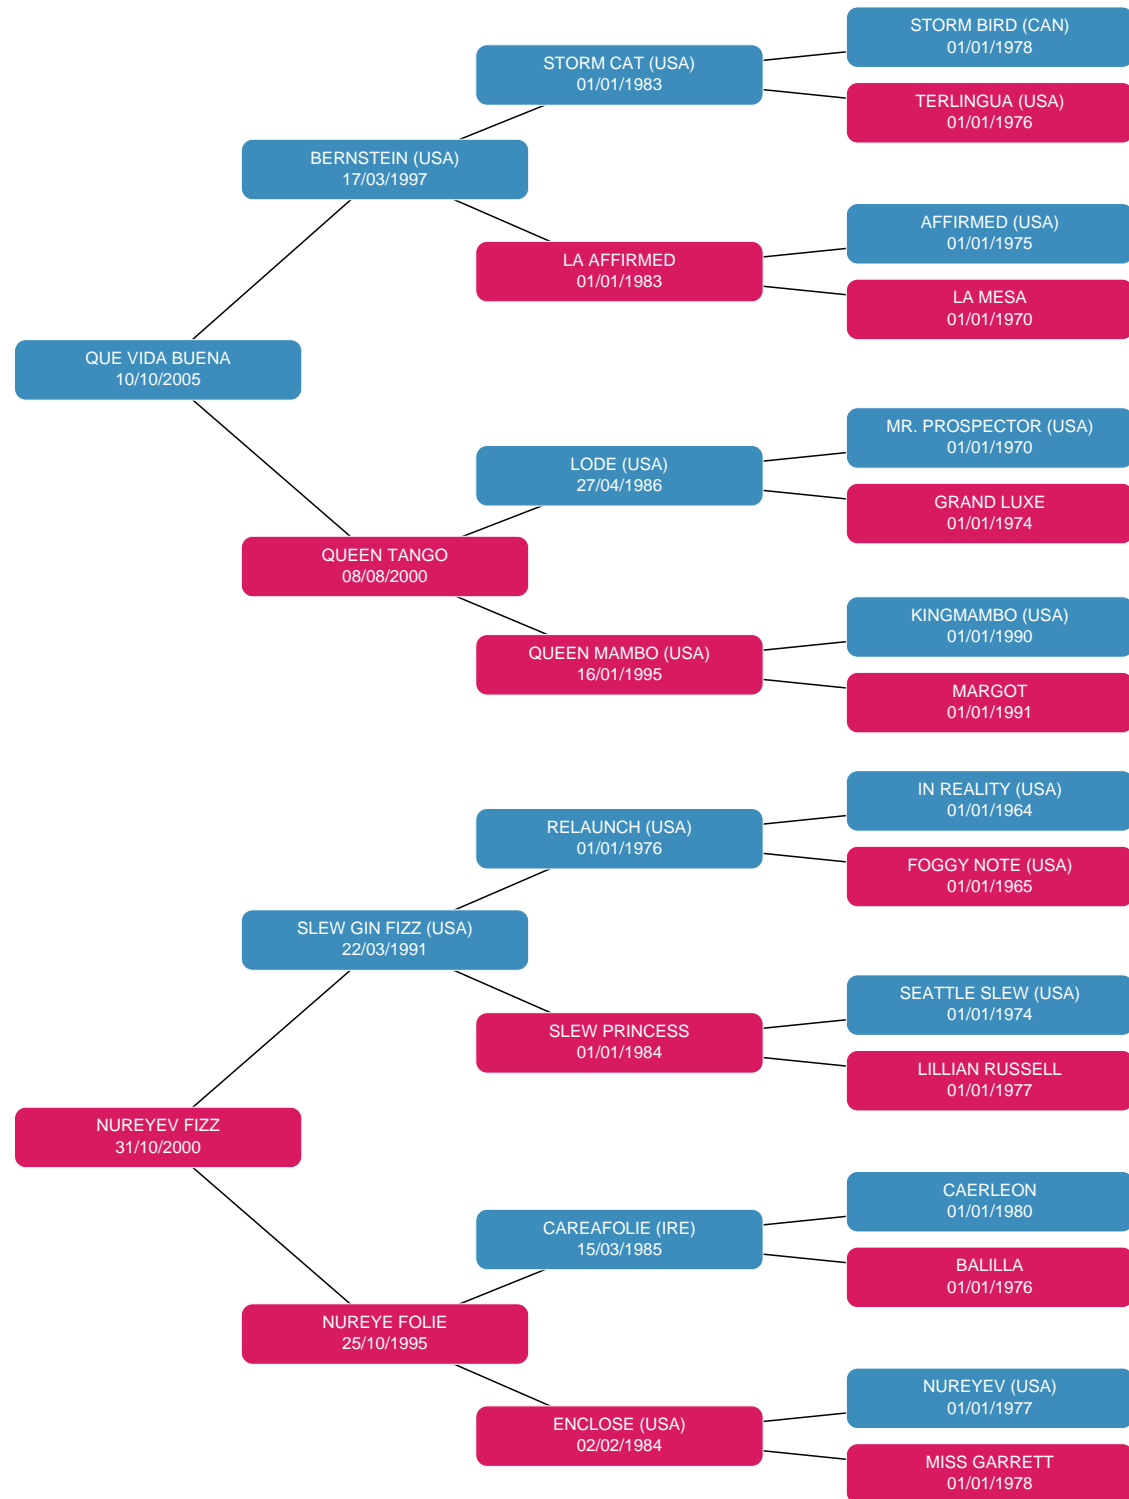 STORM BIRD (CAN)
01/01/1978
STORM CAT (USA)
01/01/1983
TERLINGUA (USA)
01/01/1976
BERNSTEIN (USA)
17/03/1997
AFFIRMED (USA)
01/01/1975
LA AFFIRMED
01/01/1983
LA MESA
01/01/1970
QUE VIDA BUENA
10/10/2005
MR. PROSPECTOR (USA)
01/01/1970
LODE (USA)
27/04/1986
GRAND LUXE
01/01/1974
QUEEN TANGO
08/08/2000
KINGMAMBO (USA)
01/01/1990
QUEEN MAMBO (USA)
16/01/1995
MARGOT
01/01/1991
IN REALITY (USA)
01/01/1964
RELAUNCH (USA)
01/01/1976
FOGGY NOTE (USA)
01/01/1965
SLEW GIN FIZZ (USA)
22/03/1991
SEATTLE SLEW (USA)
01/01/1974
SLEW PRINCESS
01/01/1984
LILLIAN RUSSELL
01/01/1977
NUREYEV FIZZ
31/10/2000
CAERLEON
01/01/1980
CAREAFOLIE (IRE)
15/03/1985
BALILLA
01/01/1976
NUREYE FOLIE
25/10/1995
NUREYEV (USA)
01/01/1977
ENCLOSE (USA)
02/02/1984
MISS GARRETT
01/01/1978